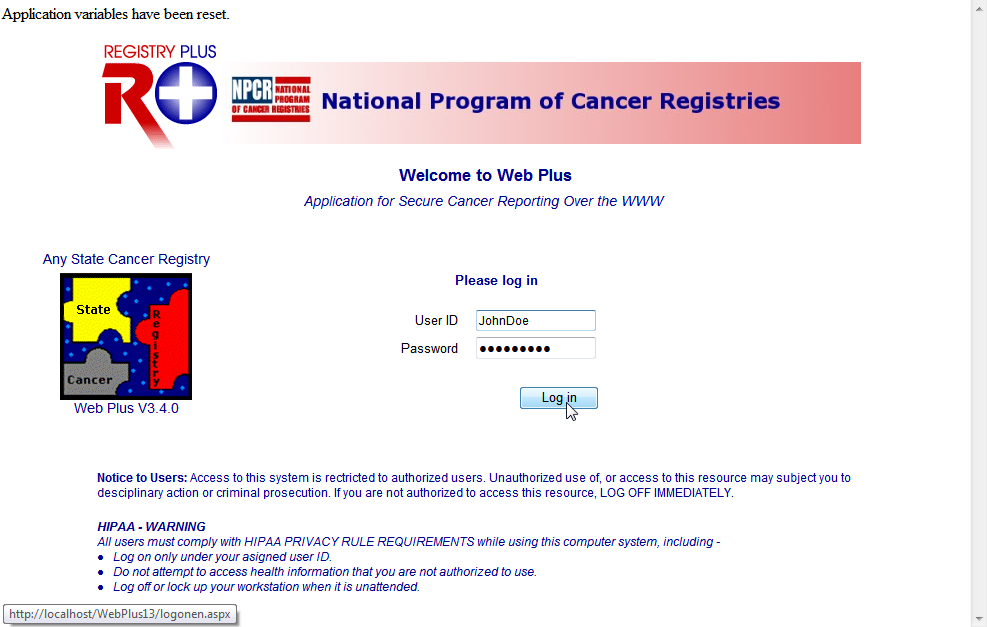 Application variables have been reset.
REGISTRY PLUS
R
NPCR NATIONAL
PROGRAM
OF CANCER REGISTRIES
National Program of Cancer Registries
Welcome to Web Plus
Application for Secure Cancer Reporting Over the WWW
Any State Cancer Registry
State
Registry
Cancer
Web Plus V3.4.0
Please log in
User ID JohnDoe
Password •••••••••
Log in
Notice to Users: Access to this system is rectricted to authorized users. Unauthorized use of, or access to this resource may subject you to
desciplinary action or criminal prosecution. If you are not authorized to access this resource, LOG OFF IMMEDIATELY.
HIPAA - WARNING
All users must comply with HIPAA PRIVACY RULE REQUIREMENTS while using this computer system, including -
• Log on only under your asigned user ID.
• Do not attempt to access health information that you are not authorized to use.
• Log off or lock up your workstation when it is unattended.
http://localhost/WebPlus13/logonen.aspx